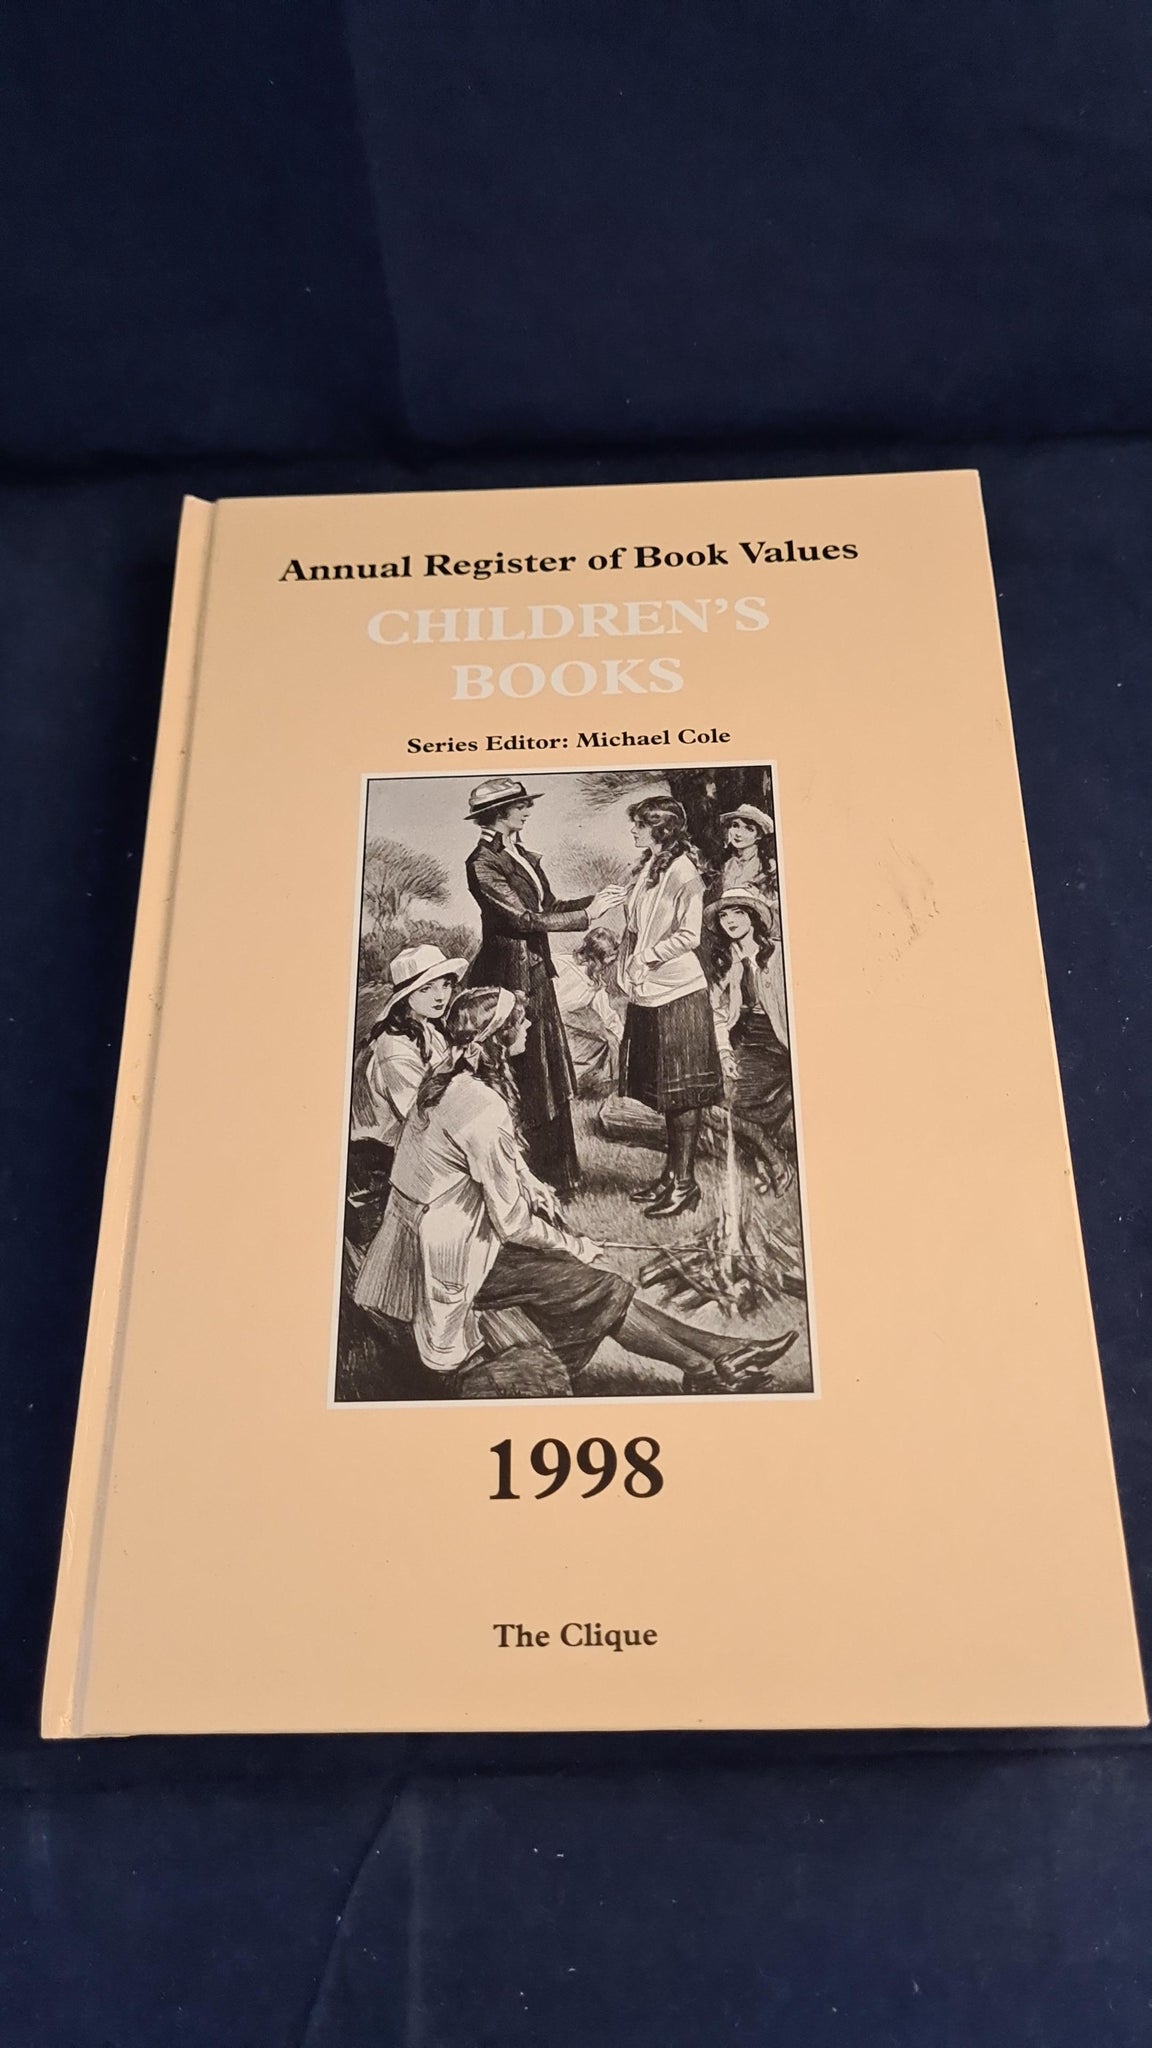 Annual Register of Book Values
CHILDREN'S
BOOKS
Series Editor: Michael Cole
1998
The Clique